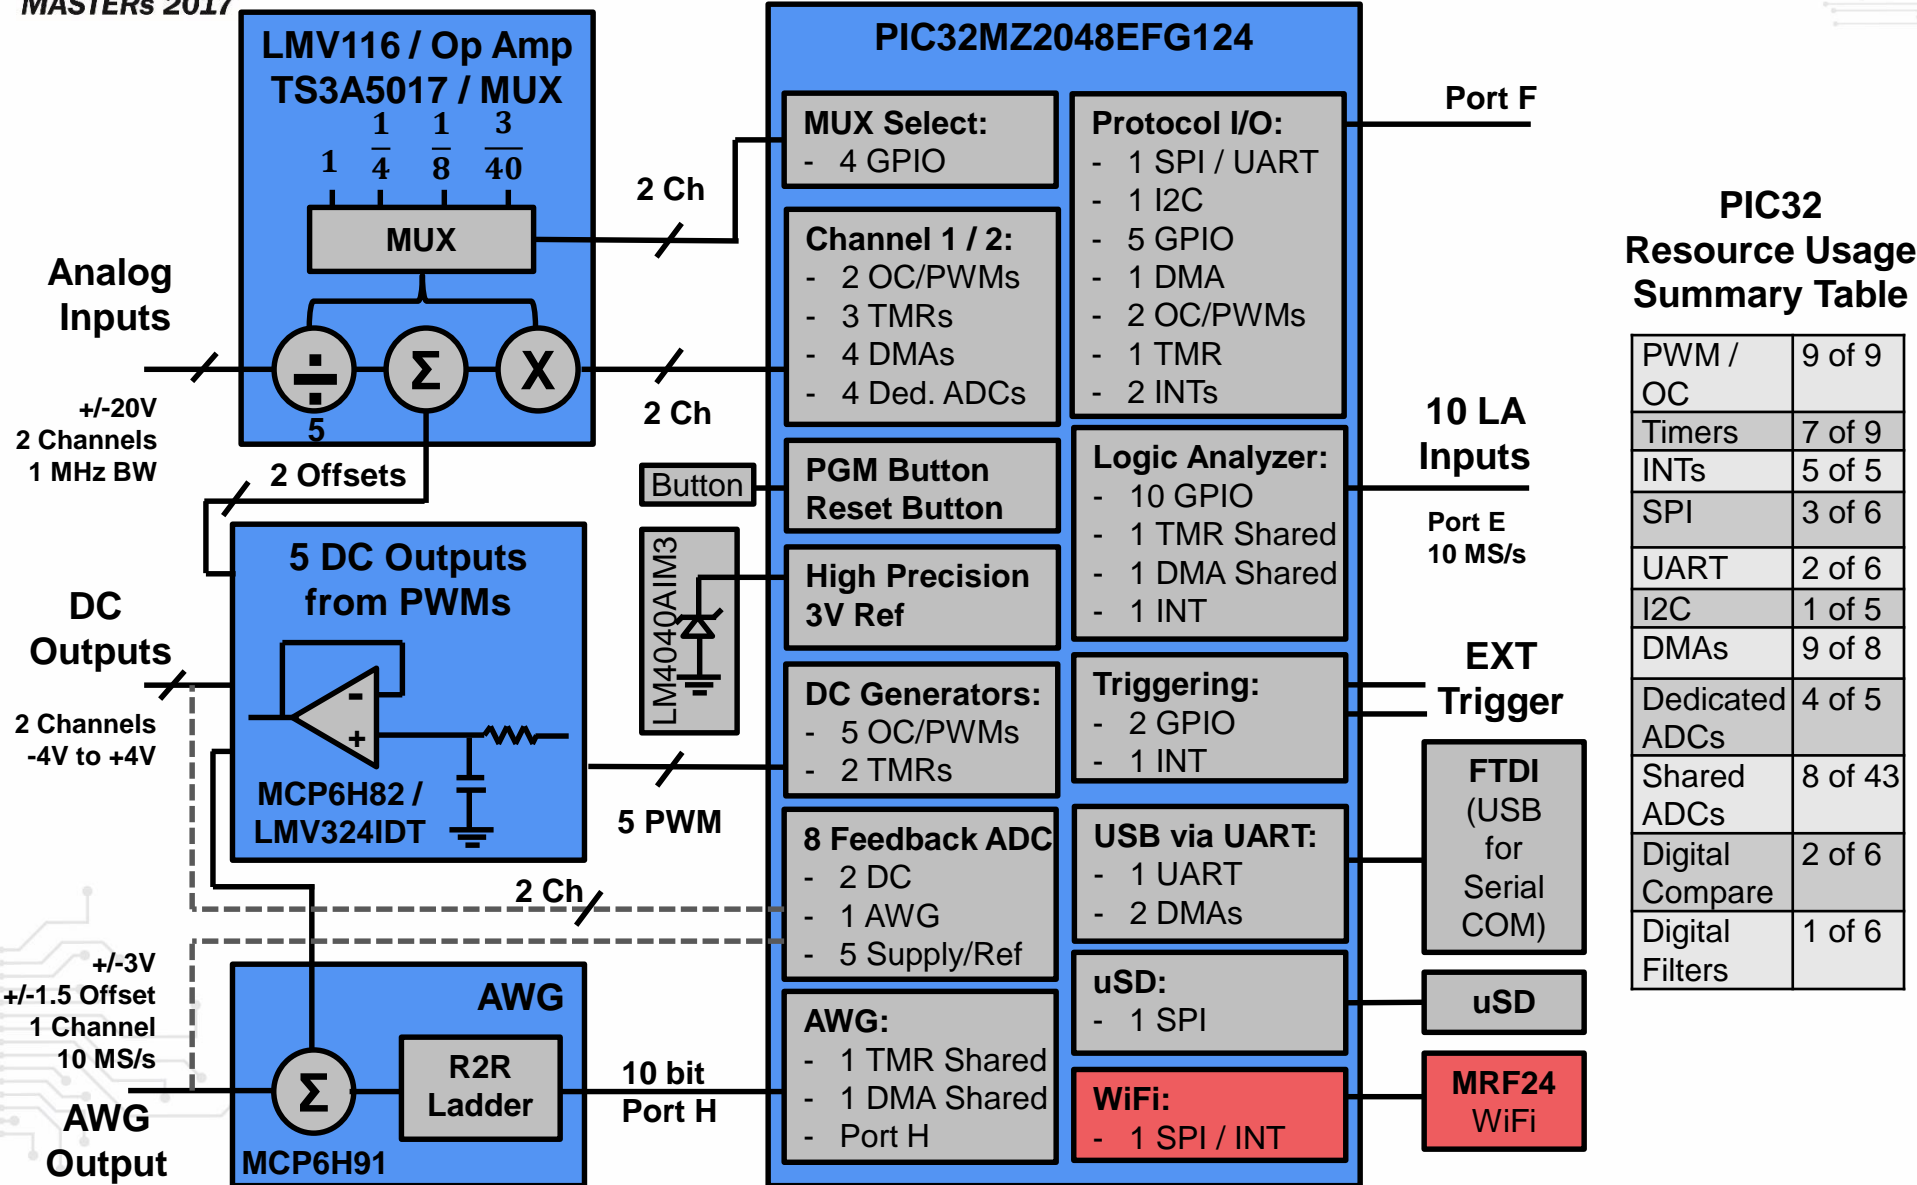 MASTERs 2017
LMV116 / Op Amp
TS3A5017 / MUX
1 1/4 1/8 3/40
MUX
÷ Σ X
5
Analog
Inputs
+/-20V
2 Channels
1 MHz BW
2 Ch
2 Ch
2 Offsets
5 DC Outputs
from PWMs
-
+
MCP6H82 /
LMV324IDT
DC
Outputs
2 Channels
-4V to +4V
5 PWM
2 Ch
+/-3V
+/-1.5 Offset
1 Channel
10 MS/s
AWG
Output
AWG
Σ
R2R
Ladder
MCP6H91
10 bit
Port H
Button
LM4040AIM3
PIC32MZ2048EFG124
MUX Select:
- 4 GPIO
Channel 1 / 2:
- 2 OC/PWMs
- 3 TMRs
- 4 DMAs
- 4 Ded. ADCs
PGM Button
Reset Button
High Precision
3V Ref
DC Generators:
- 5 OC/PWMs
- 2 TMRs
8 Feedback ADC
- 2 DC
- 1 AWG
- 5 Supply/Ref
AWG:
- 1 TMR Shared
- 1 DMA Shared
- Port H
Protocol I/O:
- 1 SPI / UART
- 1 I2C
- 5 GPIO
- 1 DMA
- 2 OC/PWMs
- 1 TMR
- 2 INTs
Logic Analyzer:
- 10 GPIO
- 1 TMR Shared
- 1 DMA Shared
- 1 INT
Triggering:
- 2 GPIO
- 1 INT
USB via UART:
- 1 UART
- 2 DMAs
uSD:
- 1 SPI
WiFi:
- 1 SPI / INT
Port F
10 LA
Inputs
Port E
10 MS/s
EXT
Trigger
FTDI
(USB
for
Serial
COM)
uSD
MRF24
WiFi
PIC32
Resource Usage
Summary Table
PWM / 9 of 9
OC
Timers 7 of 9
INTs 5 of 5
SPI 3 of 6
UART 2 of 6
I2C 1 of 5
DMAs 9 of 8
Dedicated 4 of 5
ADCs
Shared 8 of 43
ADCs
Digital 2 of 6
Compare
Digital 1 of 6
Filters